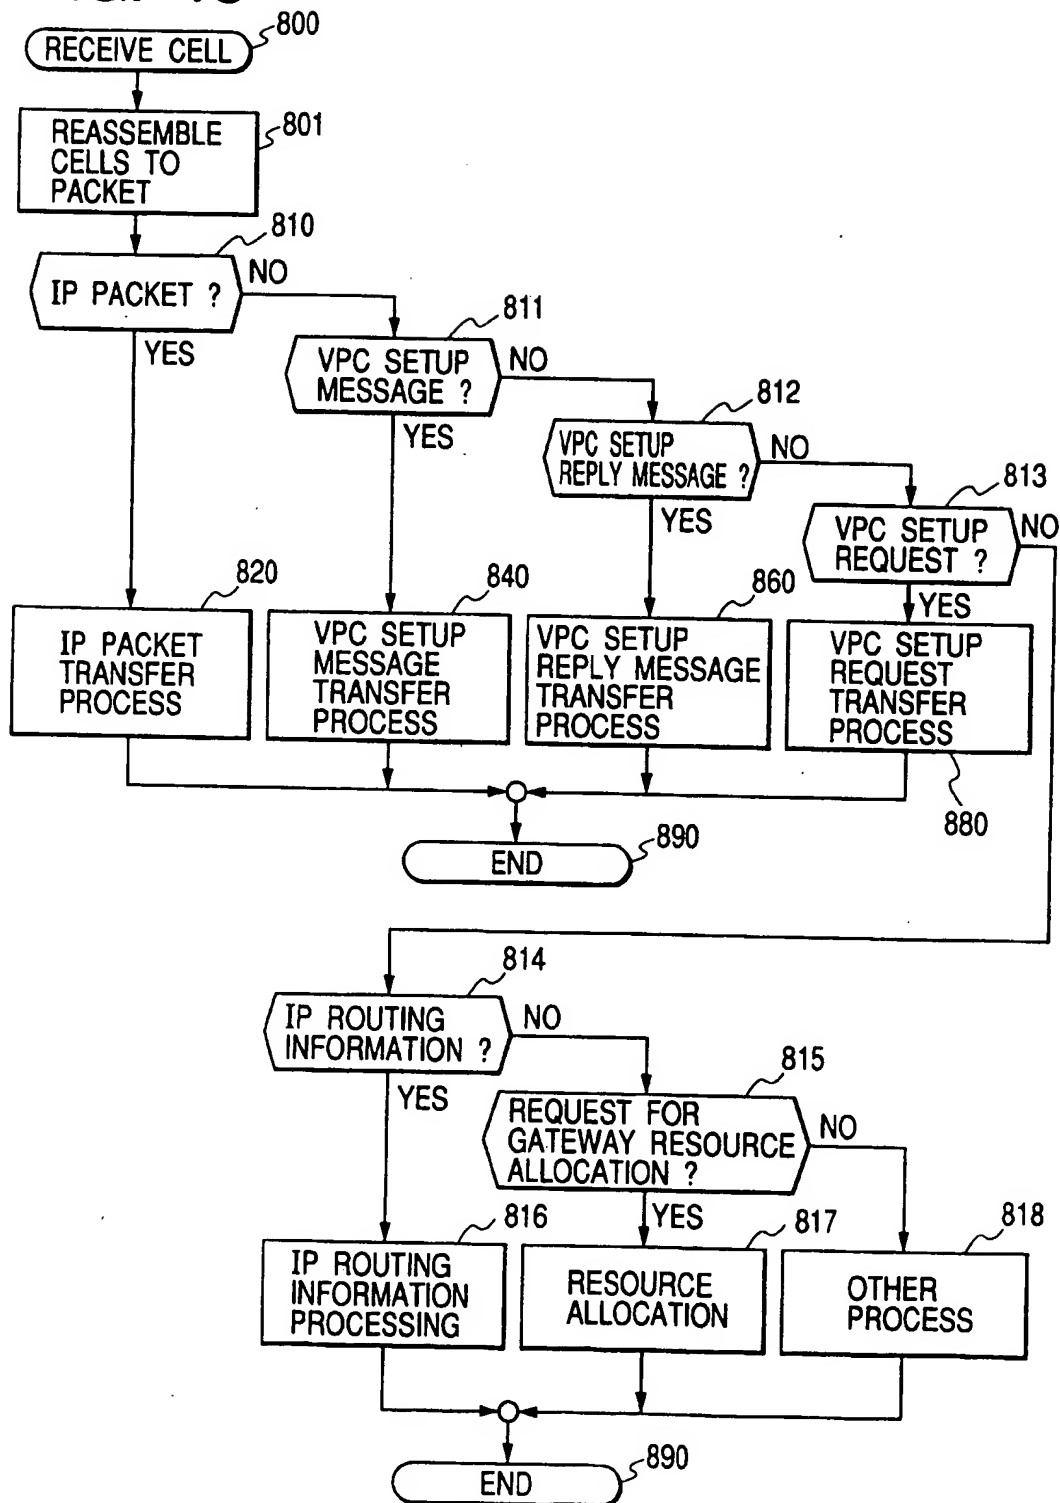 800
RECEIVE CELL
801
REASSEMBLE
CELLS TO
PACKET
810
IP PACKET ?
NO
YES
811
VPC SETUP
MESSAGE ?
NO
YES
812
VPC SETUP
REPLY MESSAGE ?
NO
YES
813
VPC SETUP
REQUEST ?
NO
YES
820
IP PACKET
TRANSFER
PROCESS
840
VPC SETUP
MESSAGE
TRANSFER
PROCESS
860
VPC SETUP
REPLY MESSAGE
TRANSFER
PROCESS
VPC SETUP
REQUEST
TRANSFER
PROCESS
880
END
890
814
IP ROUTING
INFORMATION ?
NO
YES
815
REQUEST FOR
GATEWAY RESOURCE
ALLOCATION ?
NO
YES
816
IP ROUTING
INFORMATION
PROCESSING
817
RESOURCE
ALLOCATION
818
OTHER
PROCESS
END
890